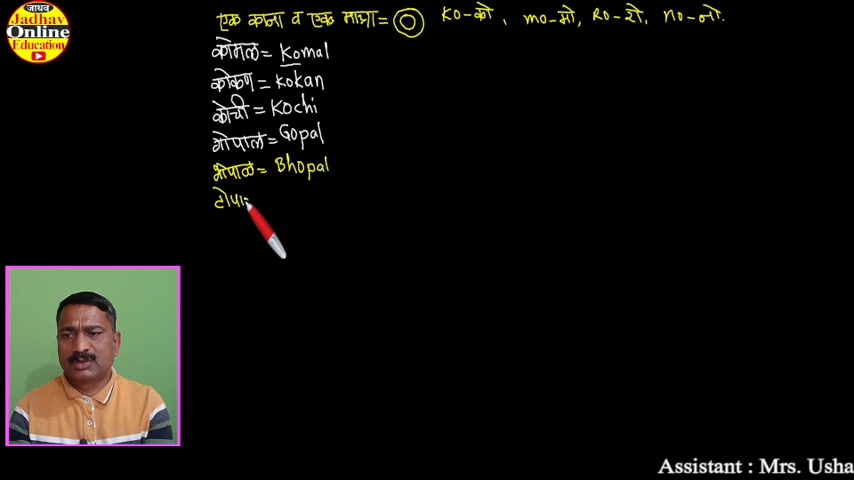 जाधव
Jadhav
Online
Education
एक काना व एक मात्रा = O Ko-को, mo-मो, Ro-रो, no-नो.
कोमल = Komal
कोकण = Kokan
कोची = Kochi
गोपाल = Gopal
भोपाळ = Bhopal
टोपा
Assistant : Mrs. Usha